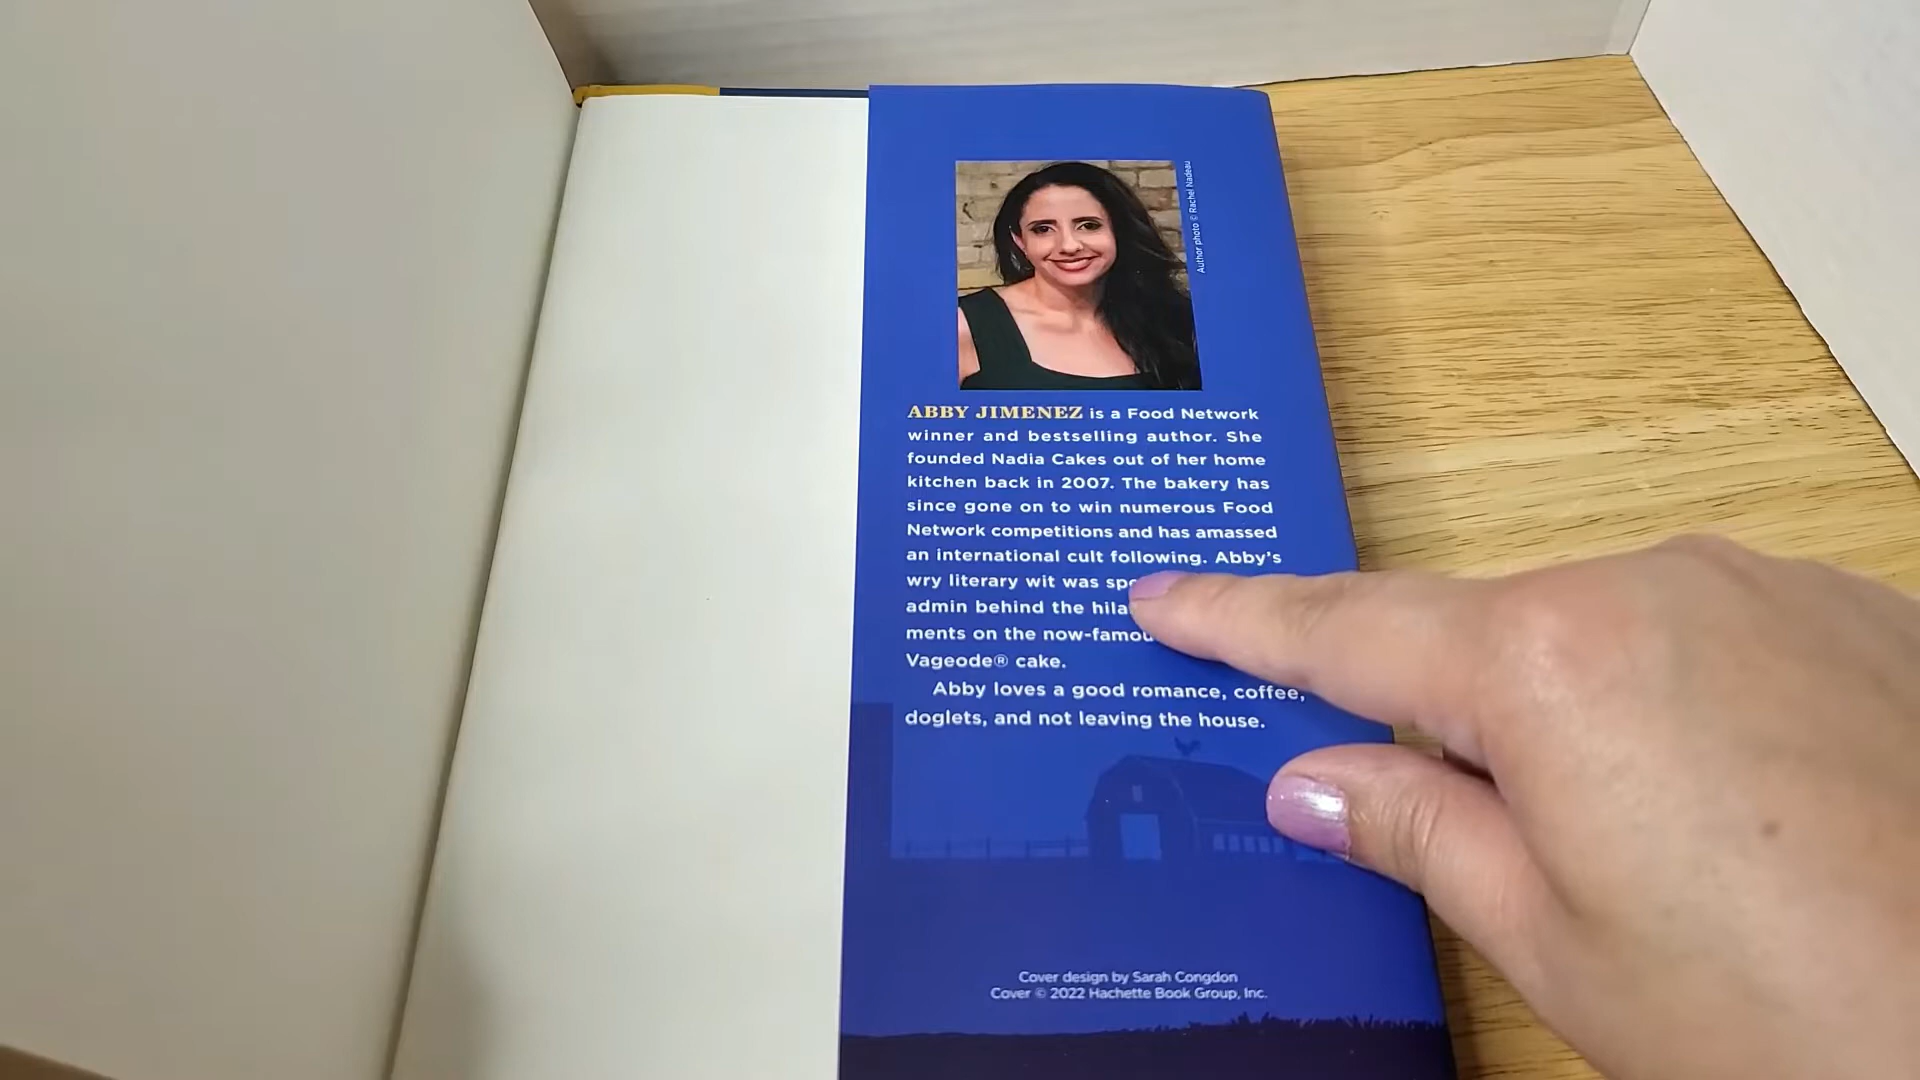 Author photo © Rachel Nadeau
ABBY JIMENEZ is a Food Network
winner and bestselling author. She
founded Nadia Cakes out of her home
kitchen back in 2007. The bakery has
since gone on to win numerous Food
Network competitions and has amassed
an international cult following. Abby's
wry literary wit was
admin behind the
ments on the
Vageode® cake.
Abby loves a good romance, coffee,
doglets, and not leaving the house.
Cover design by Sarah Congdon
Cover © 2022 Hachette Book Group, Inc.